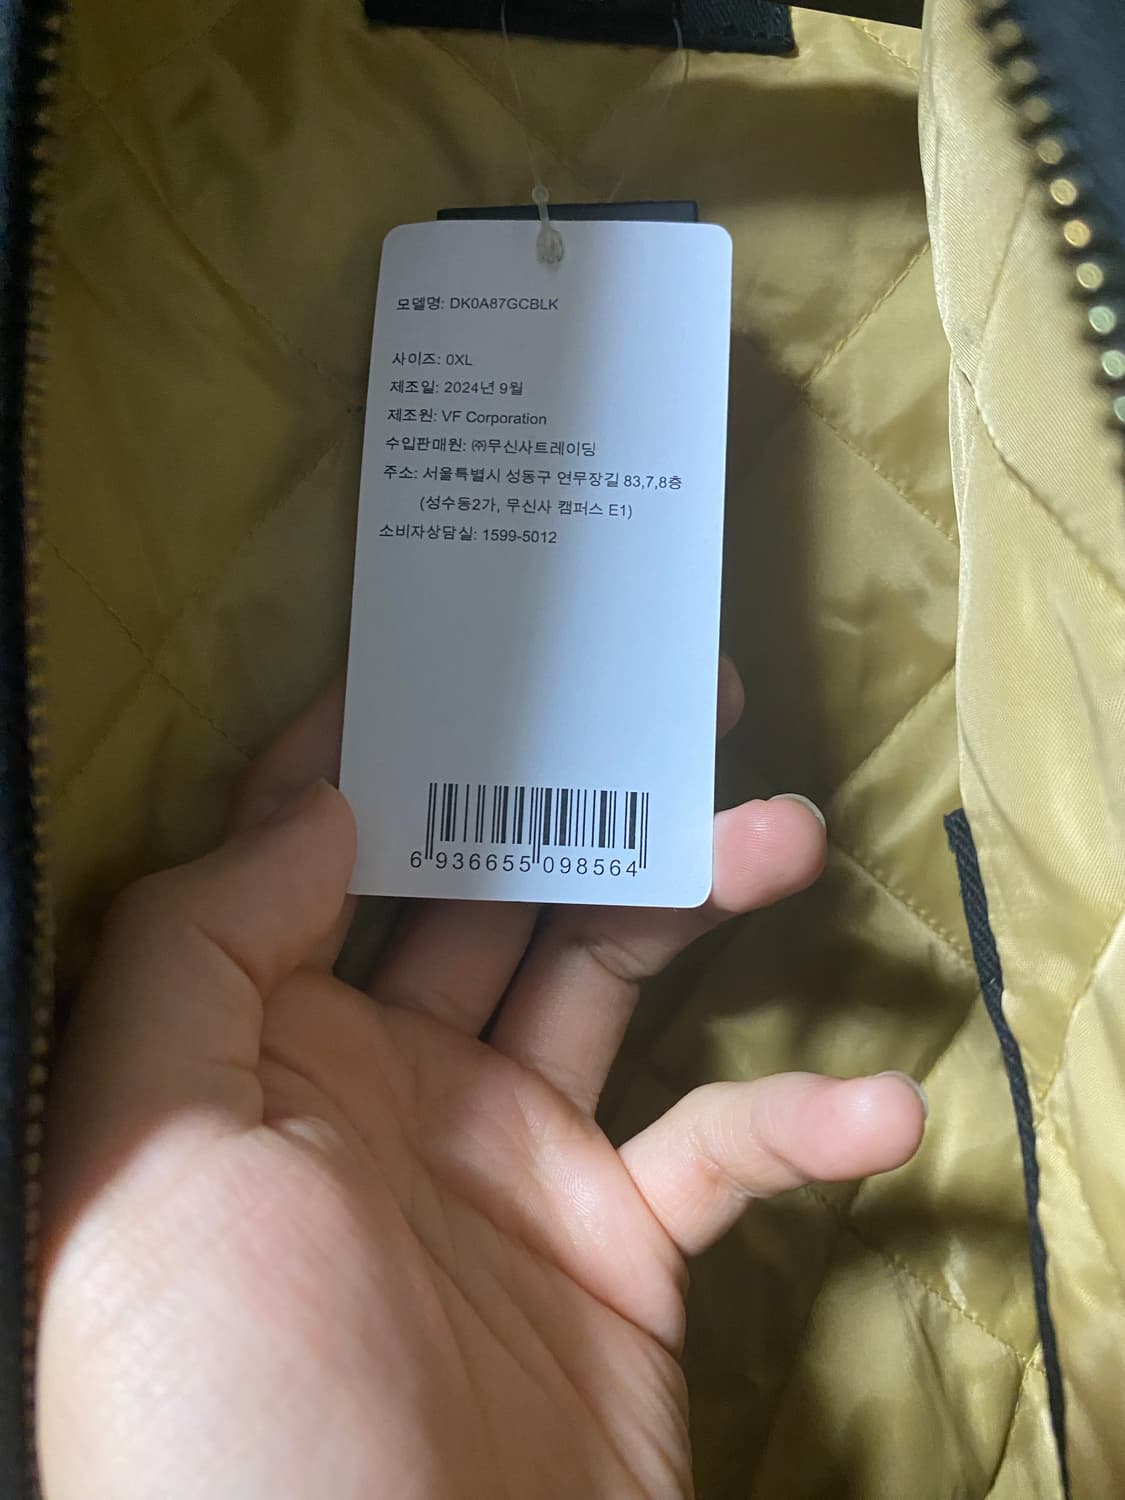 모델명: DK0A87GCBLK
사이즈: 0XL
제조일: 2024년 9월
제조원: VF Corporation
수입판매원: ㈜무신사트레이딩
주소: 서울특별시 성동구 연무장길 83,7,8층
(성수동2가, 무신사 캠퍼스 E1)
소비자상담실: 1599-5012
6 936655 098564